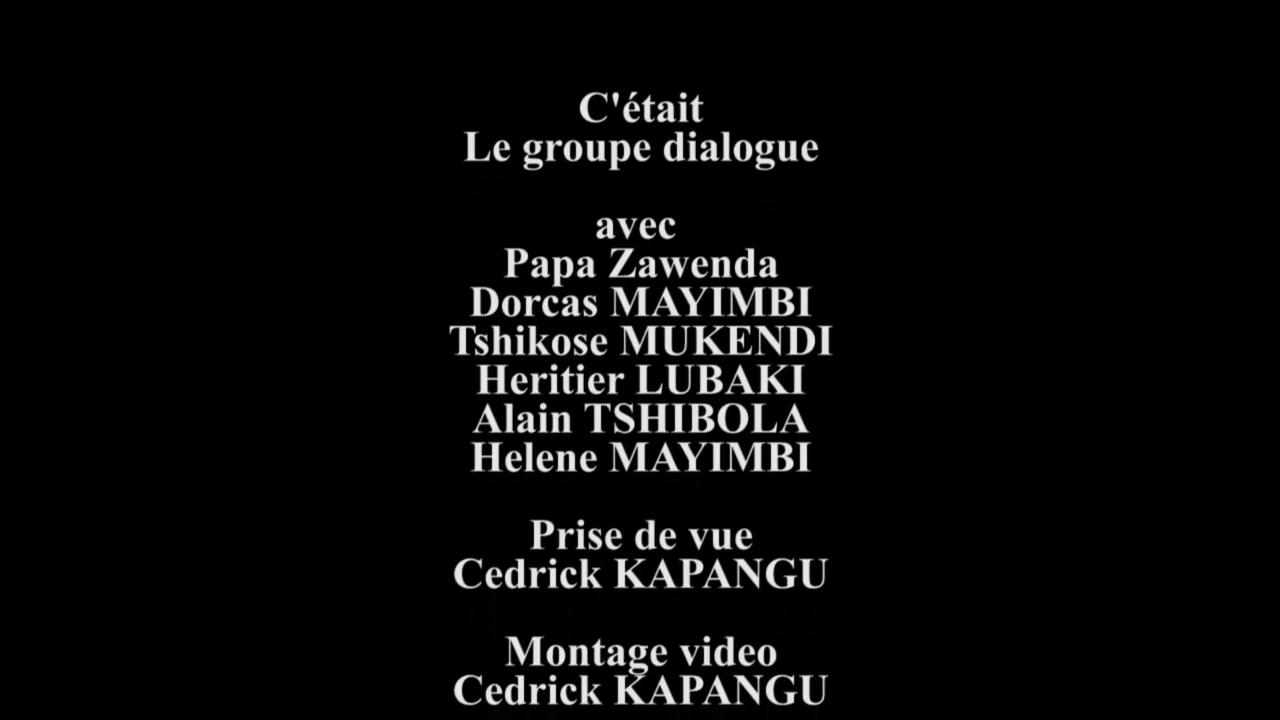 C'était
Le groupe dialogue
avec
Papa Zawenda
Dorcas MAYIMBI
Tshikose MUKENDI
Heritier LUBAKI
Alain TSHIBOLA
Helene MAYIMBI
Prise de vue
Cedrick KAPANGU
Montage video
Cedrick KAPANGU